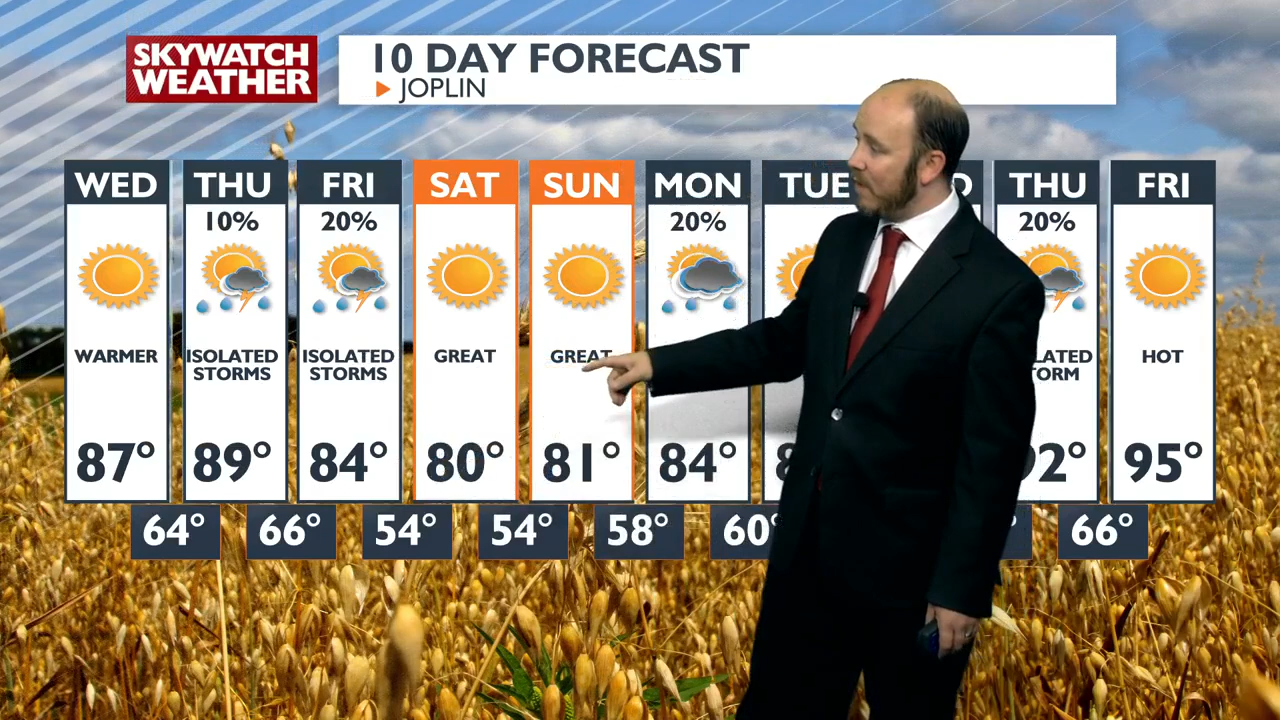 SKYWATCH
WEATHER
10 DAY FORECAST
JOPLIN
WED
THU
FRI
SAT
SUN
MON
TUE
THU
FRI
10%
20%
20%
20%
WARMER
ISOLATED
STORMS
ISOLATED
STORMS
GREAT
GREAT
HOT
87°
89°
84°
80°
81°
84°
95°
64°
66°
54°
54°
58°
60°
66°